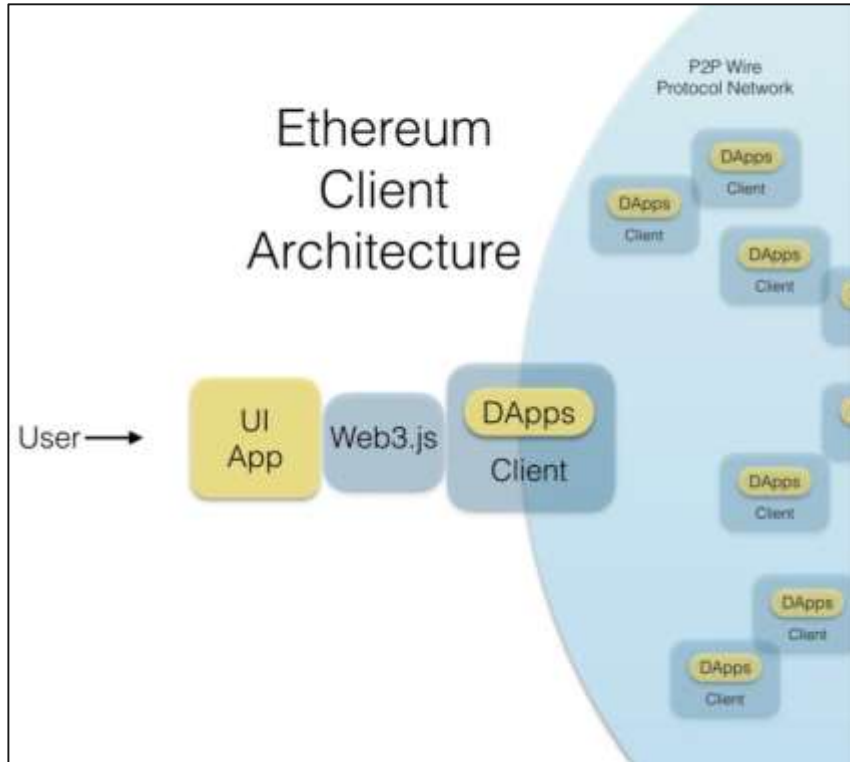 P2P Wire
Protocol Network
Ethereum
Client
Architecture
DApps
Client
DApps
Client
DApps
Client
User
UI
App
Web3.js
DApps
Client
DApps
Client
DApps
Client
DApps
Client